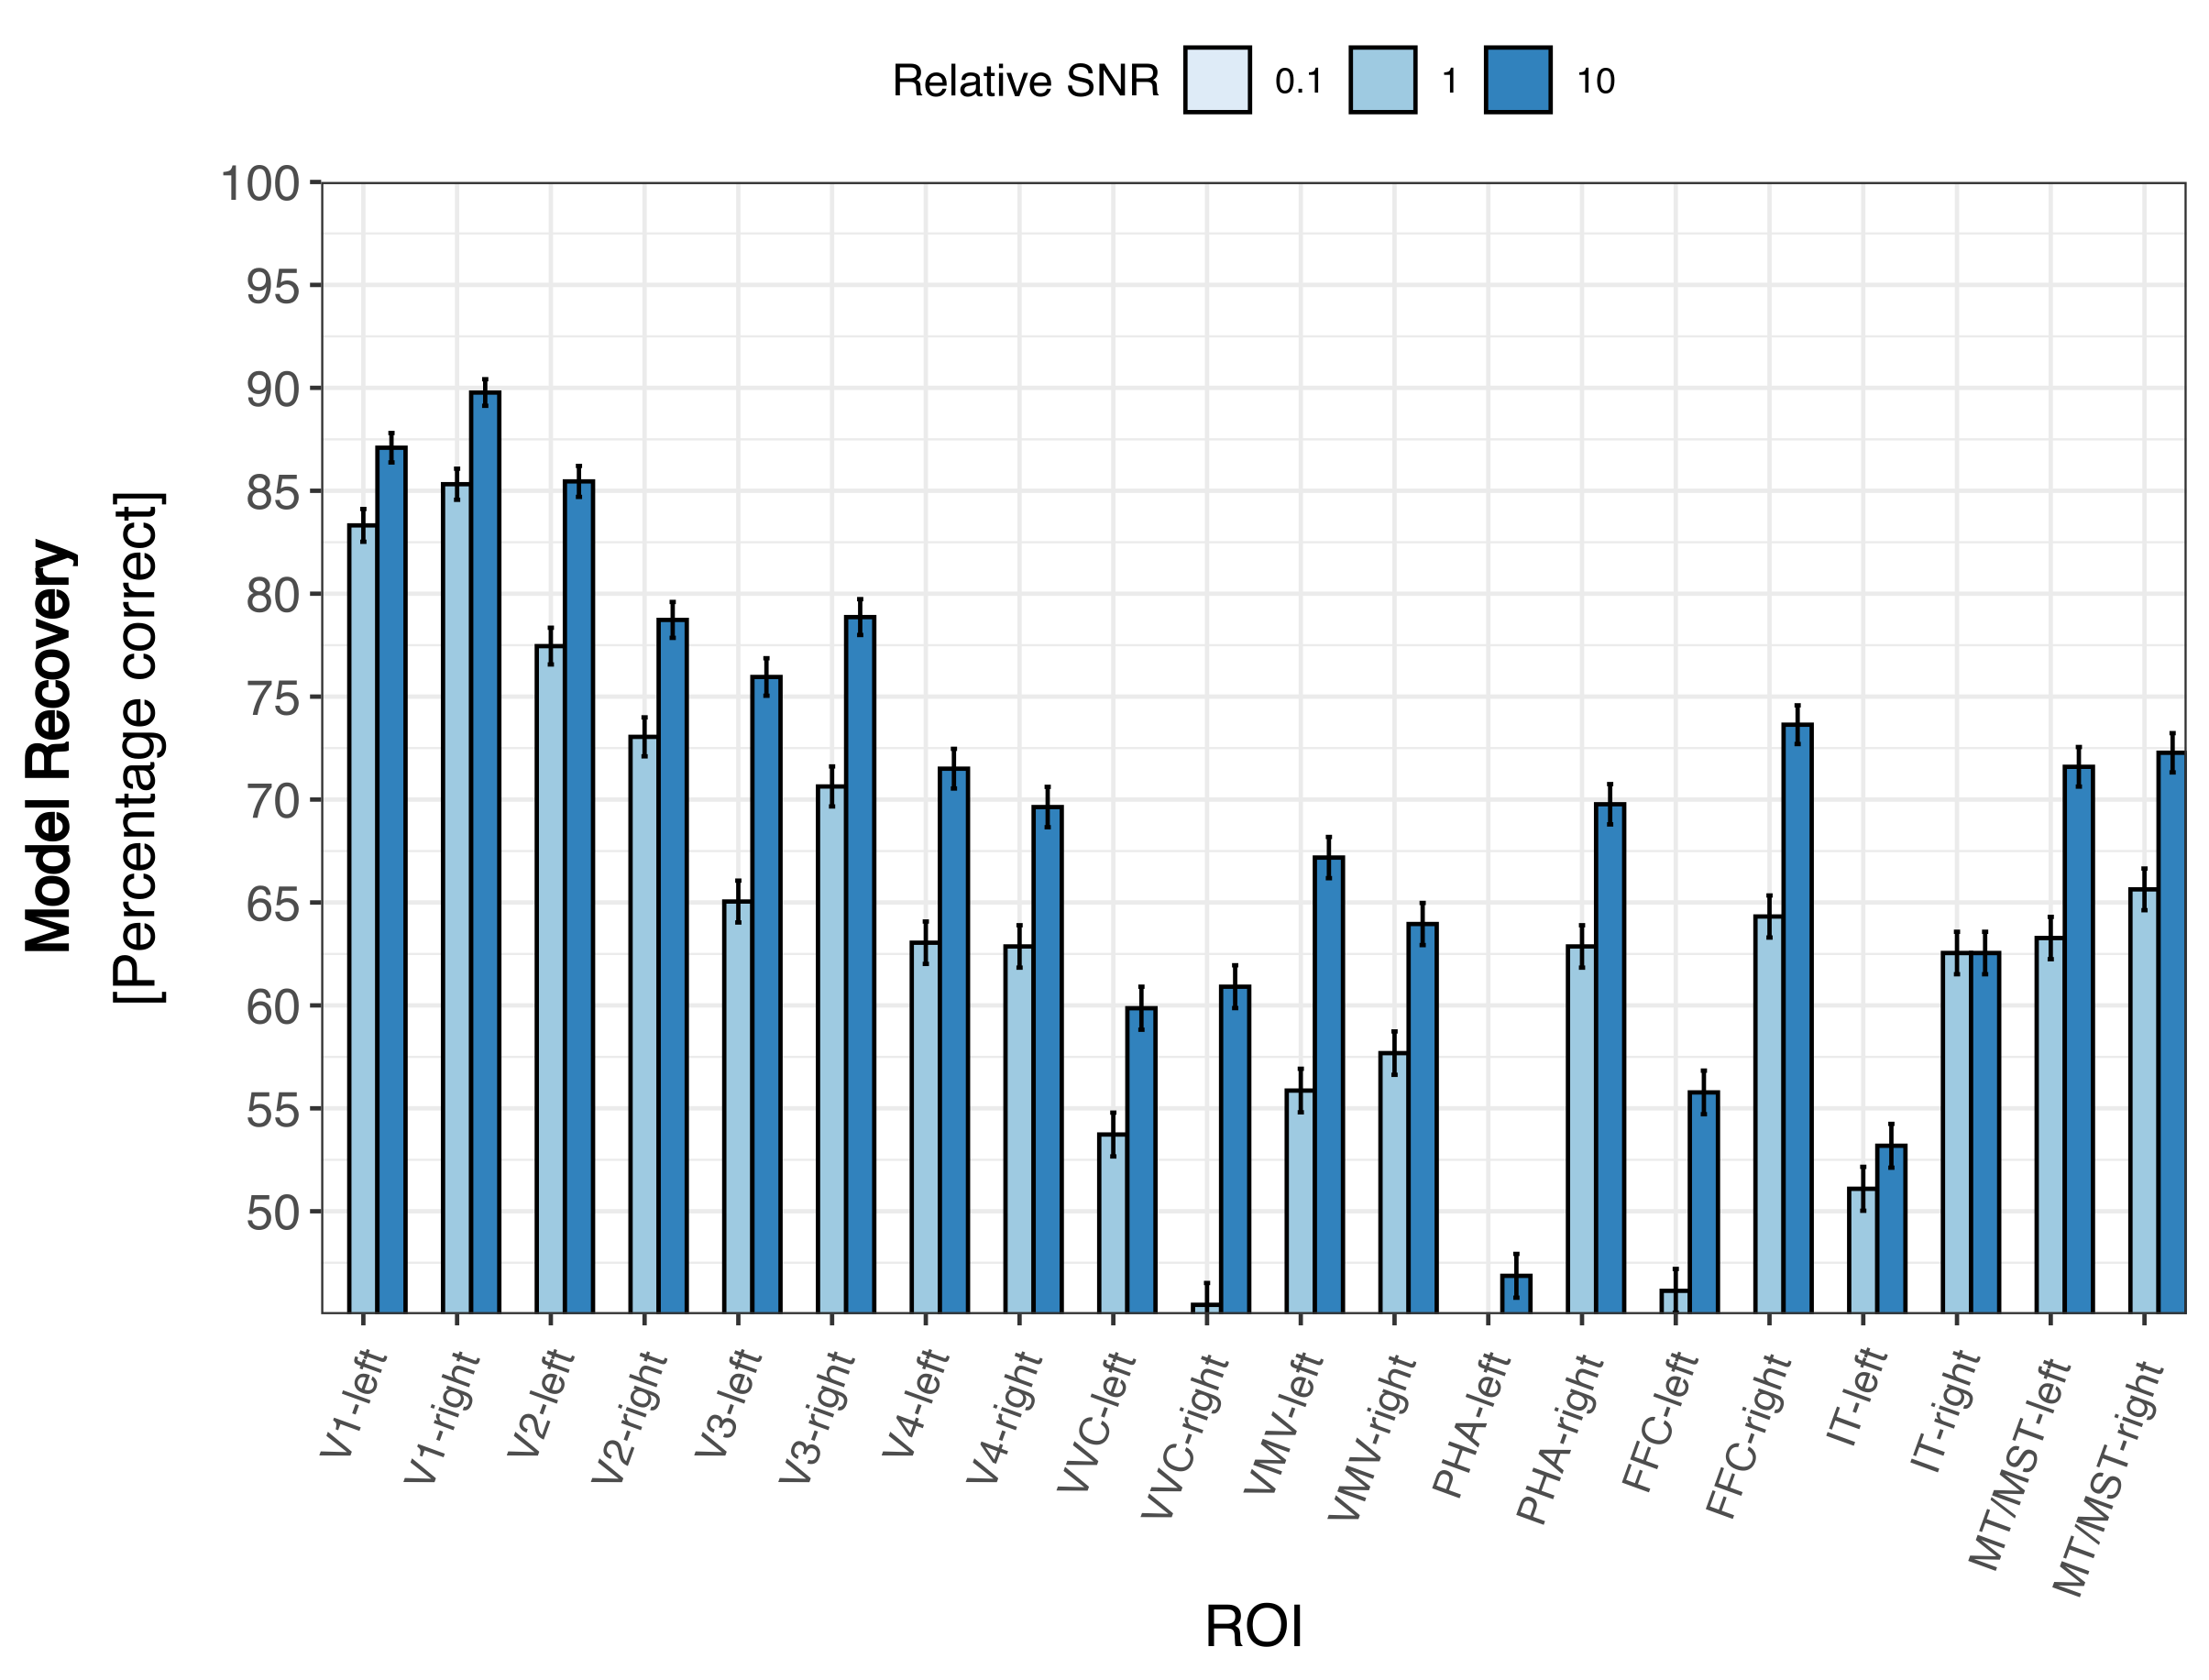 Relative SNR 0.1 1 10
Model Recovery
[Percentage correct]
100
95
90
85
80
75
70
65
60
55
50
V1-left
V1-right
V2-left
V2-right
V3-left
V3-right
V4-left
V4-right
VVC-left
VVC-right
VMV-left
VMV-right
PHA-left
PHA-right
FFC-left
FFC-right
IT-left
IT-right
MT/MST-left
MT/MST-right
ROI